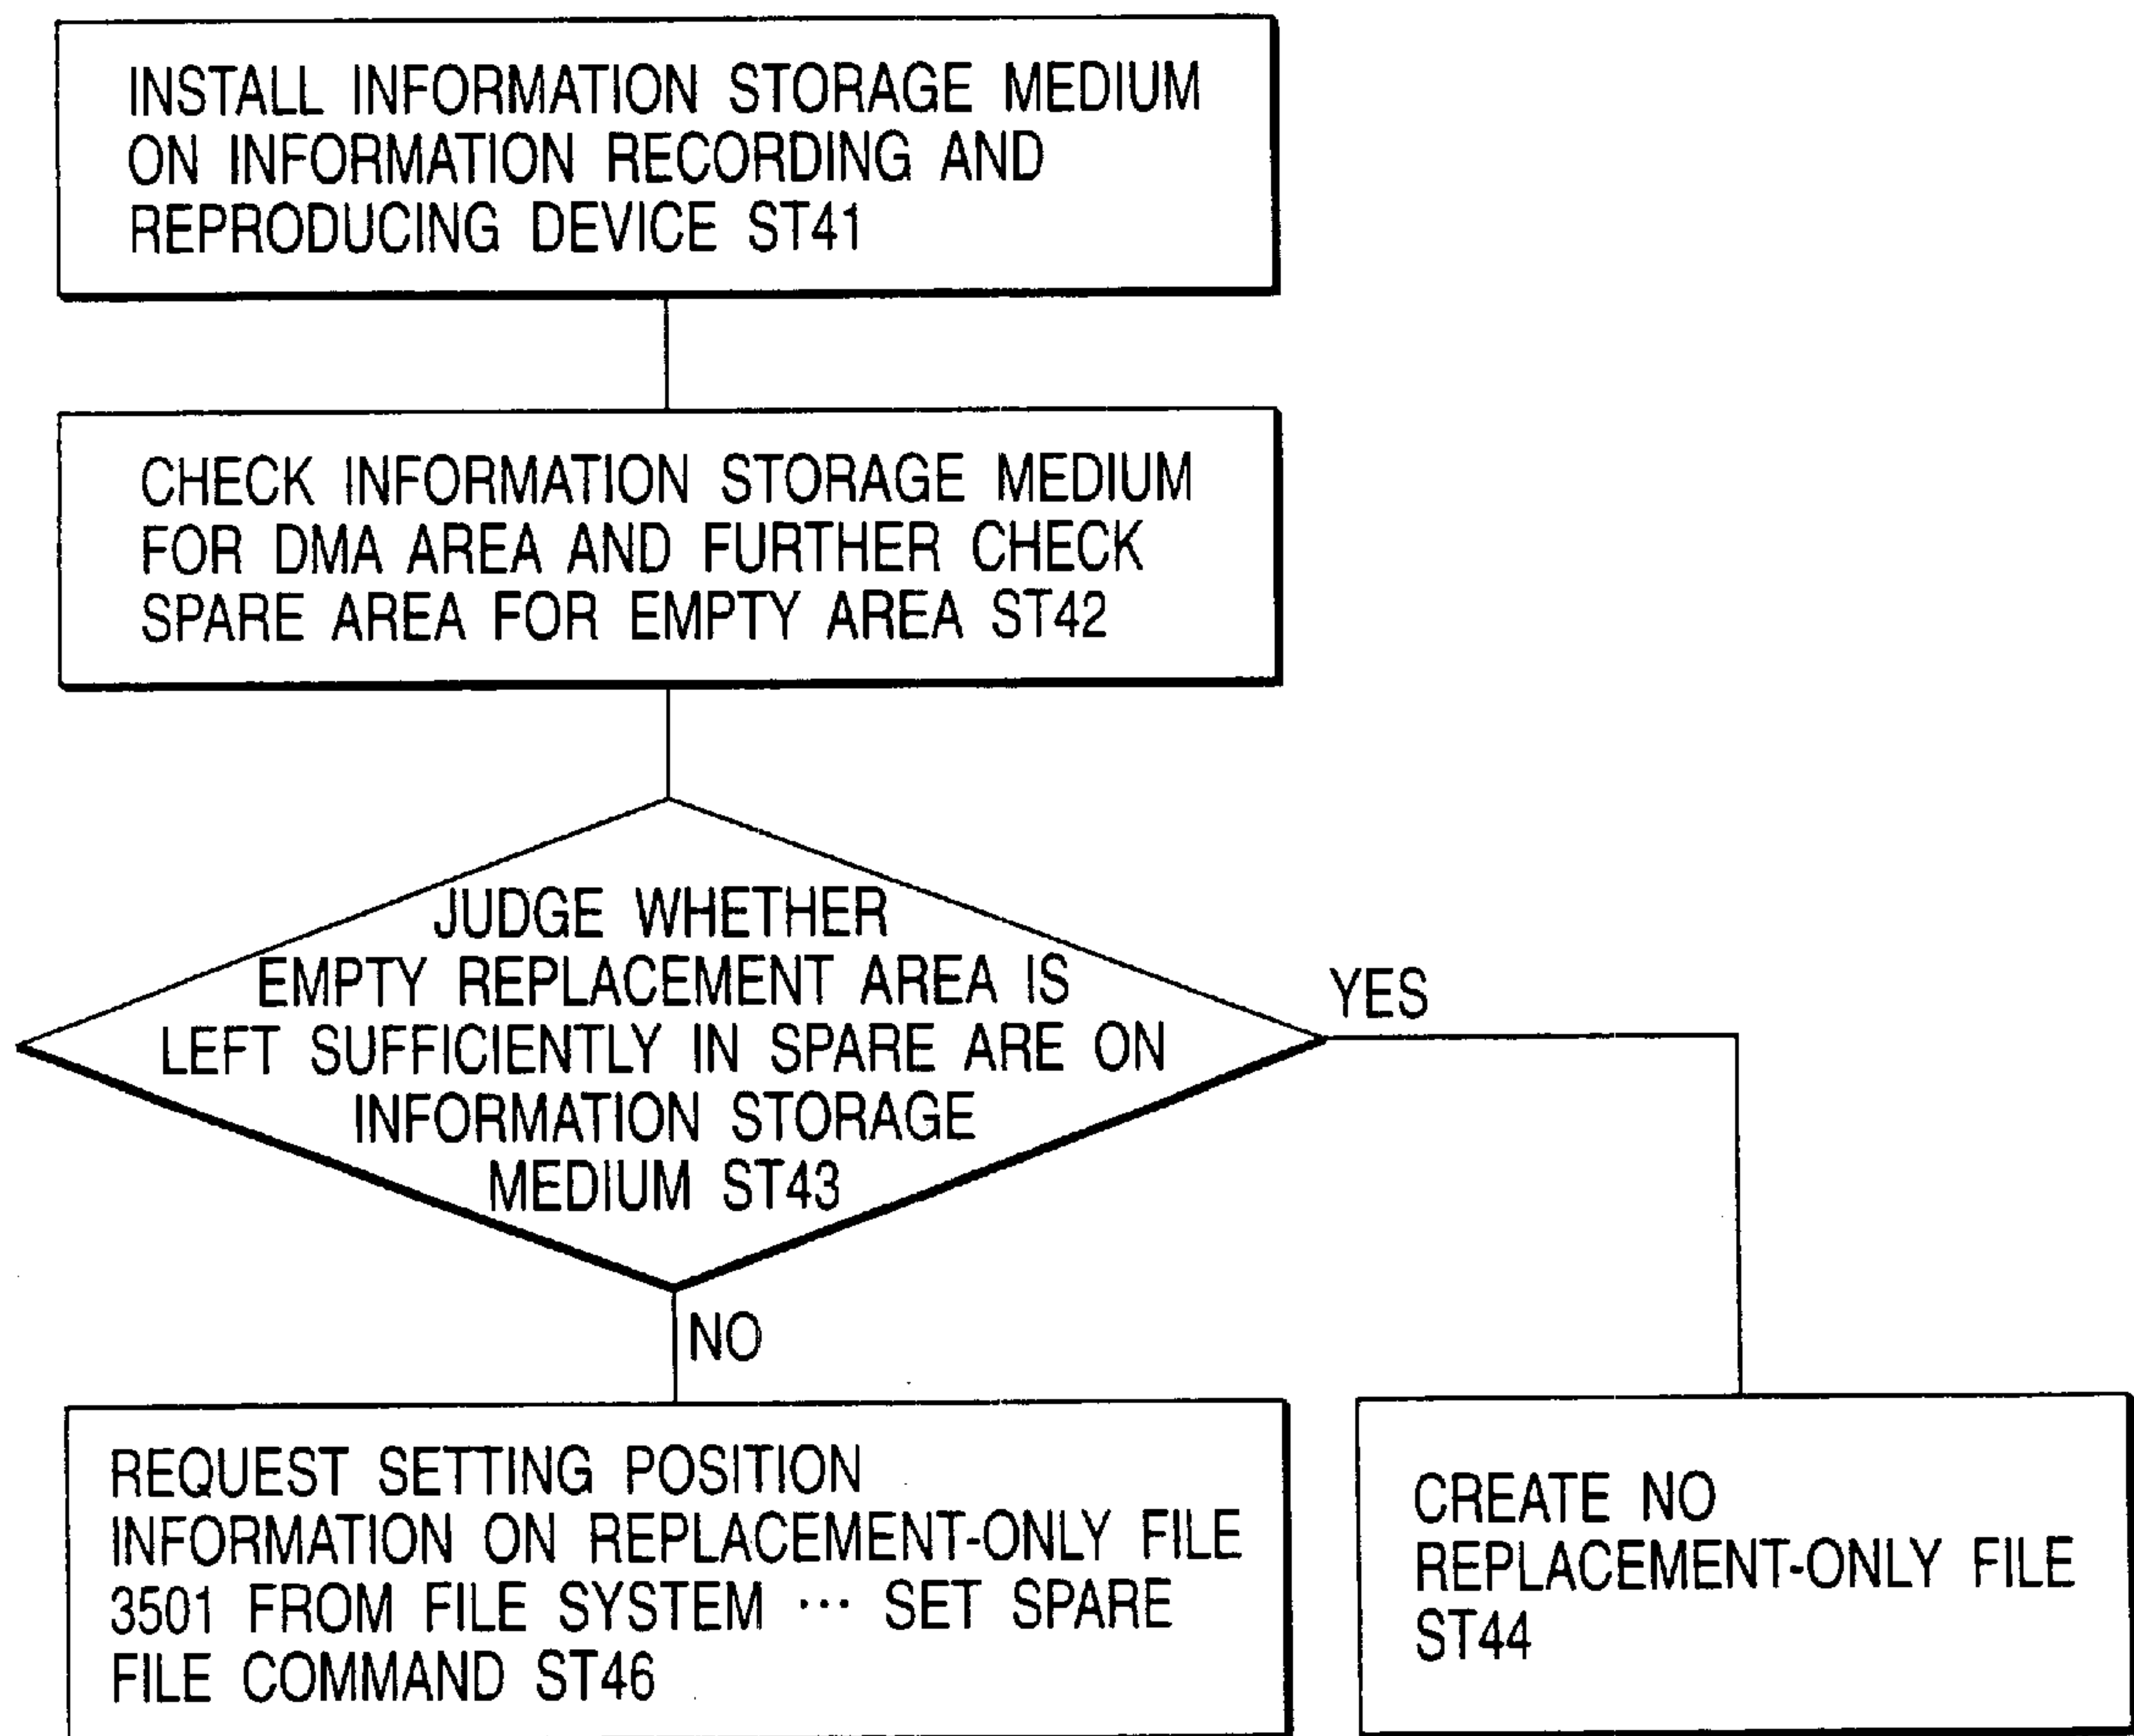 INSTALL INFORMATION STORAGE MEDIUM
ON INFORMATION RECORDING AND
REPRODUCING DEVICE ST41
CHECK INFORMATION STORAGE MEDIUM
FOR DMA AREA AND FURTHER CHECK
SPARE AREA FOR EMPTY AREA ST42
JUDGE WHETHER
EMPTY REPLACEMENT AREA IS
LEFT SUFFICIENTLY IN SPARE ARE ON
INFORMATION STORAGE
MEDIUM ST43
YES
NO
REQUEST SETTING POSITION
INFORMATION ON REPLACEMENT-ONLY FILE
3501 FROM FILE SYSTEM ··· SET SPARE
FILE COMMAND ST46
CREATE NO
REPLACEMENT-ONLY FILE
ST44